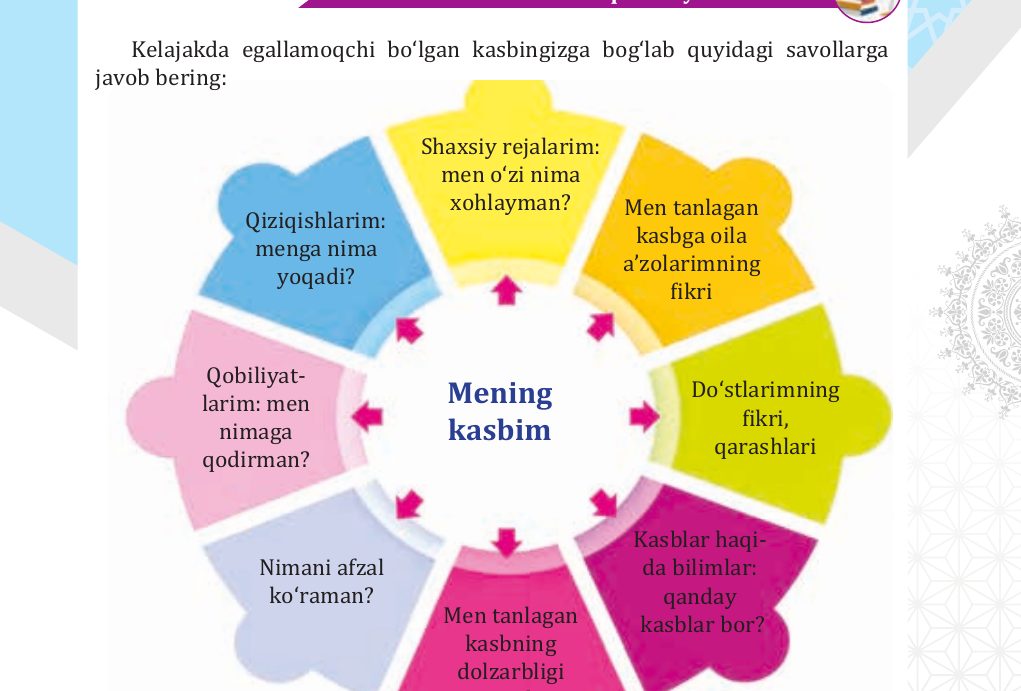 Kelajakda egallamoqchi bo‘lgan kasbingizga bog‘lab quyidagi savollarga
javob bering:
Shaxsiy rejalarim:
men o‘zi nima
xohlayman?
Men tanlagan
kasbga oila
a’zolarimning
fikri
Do‘stlarimning
fikri,
qarashlari
Kasblar haqi-
da bilimlar:
qanday
kasblar bor?
Men tanlagan
kasbning
dolzarbligi
Nimani afzal
ko‘raman?
Qobiliyat-
larim: men
nimaga
qodirman?
Qiziqishlarim:
menga nima
yoqadi?
Mening
kasbim